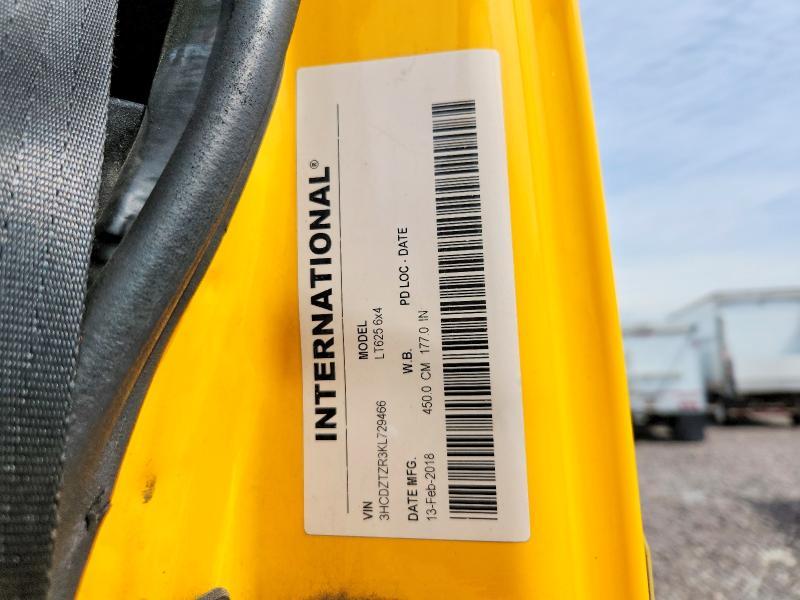 INTERNATIONAL®
VIN MODEL
3HCDZTZR3KL729466 LT625 6x4
DATE MFG. W.B. PD LOC - DATE
13-Feb-2018 450.0 CM 177.0 IN